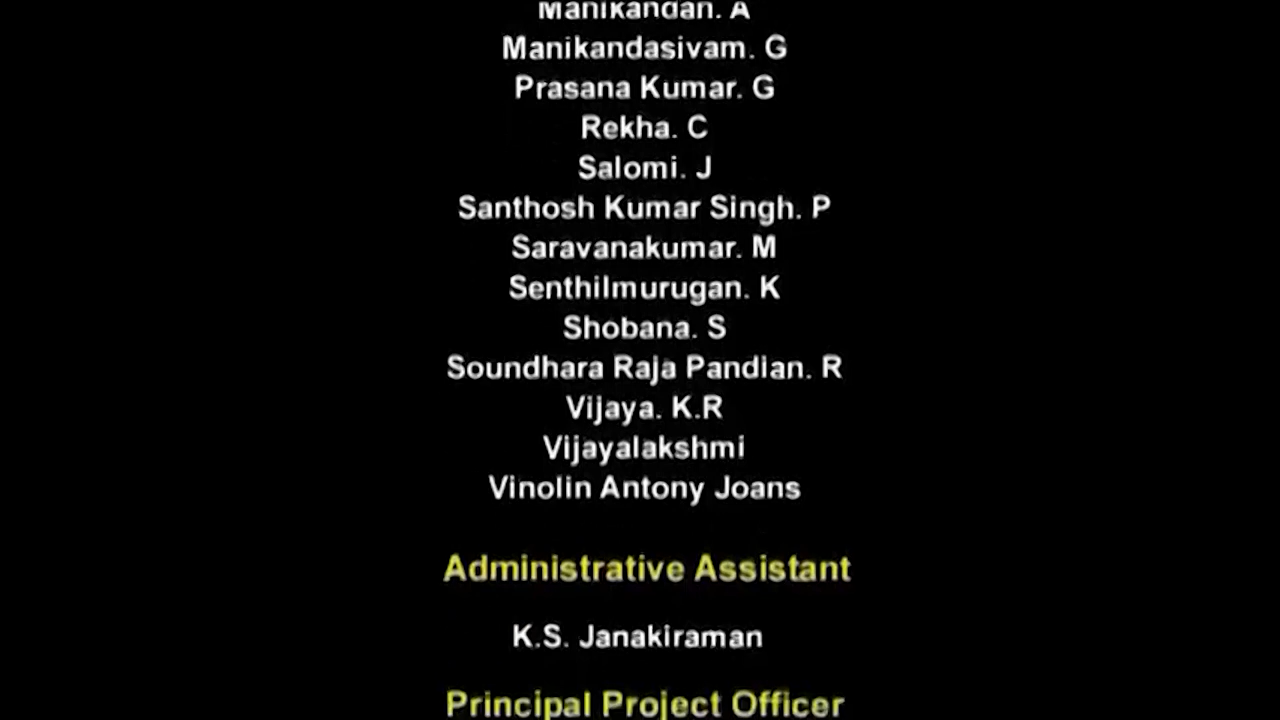 Manikandan. A
Manikandasivam. G
Prasana Kumar. G
Rekha. C
Salomi. J
Santhosh Kumar Singh. P
Saravanakumar. M
Senthilmurugan. K
Shobana. S
Soundhara Raja Pandian. R
Vijaya. K.R
Vijayalakshmi
Vinolin Antony Joans
Administrative Assistant
K.S. Janakiraman
Principal Project Officer